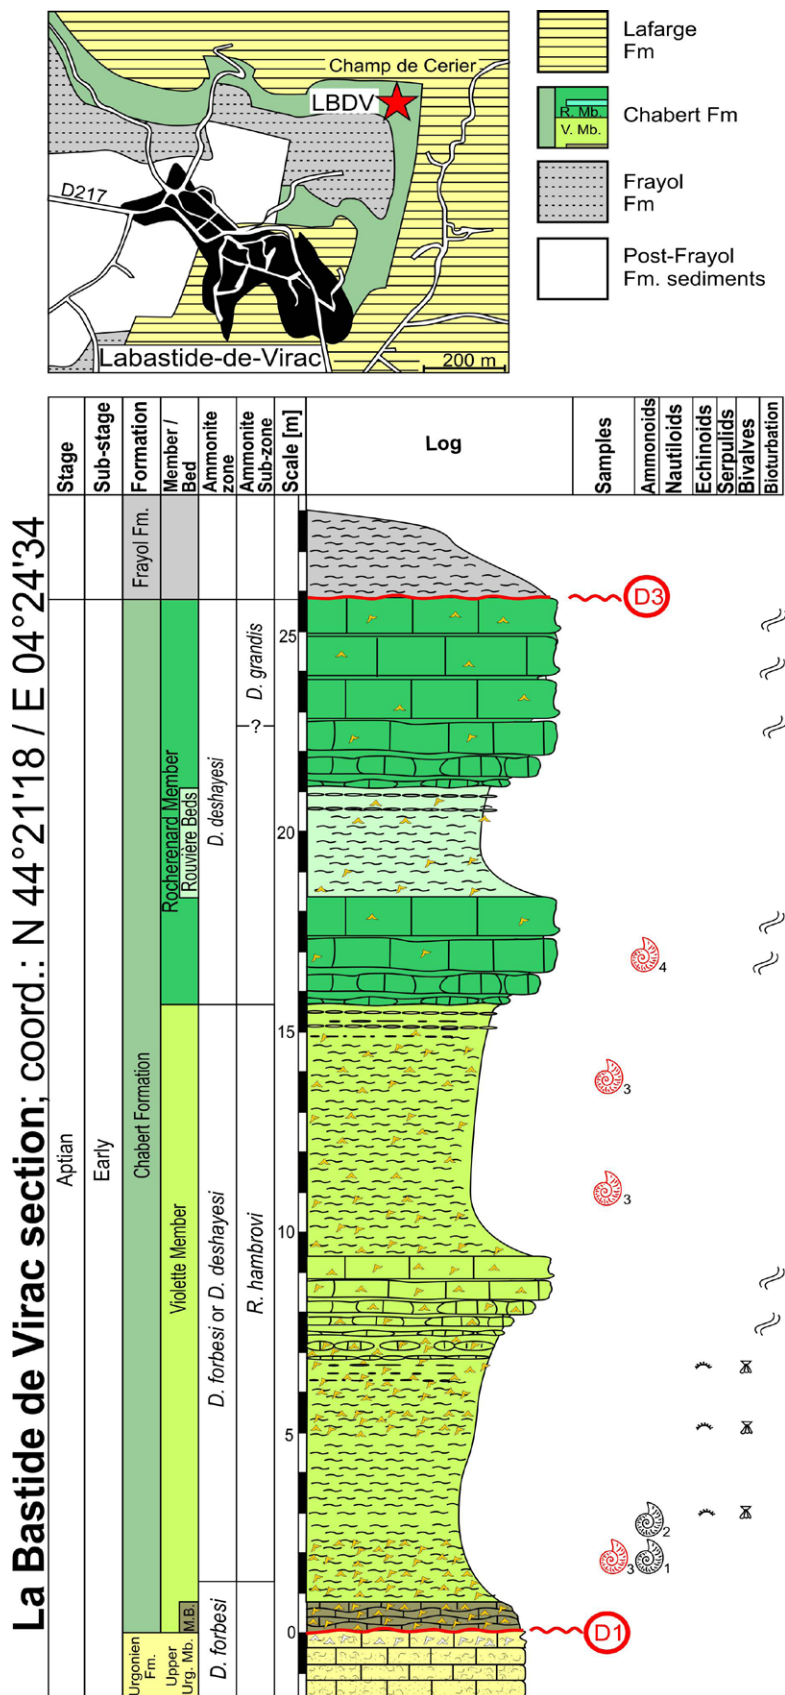 Champ de Cerier
LBDV
D217
Labastide-de-Virac
200 m
Lafarge
Fm
R. Mb.
V. Mb.
Chabert Fm
Frayol
Fm
Post-Frayol
Fm. sediments
La Bastide de Virac section; coord.: N 44°21'18 / E 04°24'34
Stage
Sub-stage
Formation
Member /
Bed
Ammonite
zone
Ammonite
Sub-zone
Scale [m]
Log
Samples
Ammonoids
Nautiloids
Echinoids
Serpulids
Bivalves
Bioturbation
Frayol Fm.
D3
25
D. grandis
?
Rocherenard Member
Rouvière Beds
D. deshayesi
20
4
15
3
Chabert Formation
Aptian
Early
3
10
Violette Member
D. forbesi or D. deshayesi
R. hambrovi
5
2
3
1
M.B.
0
D1
D. forbesi
Urgonien
Fm.
Upper
Urg. Mb.